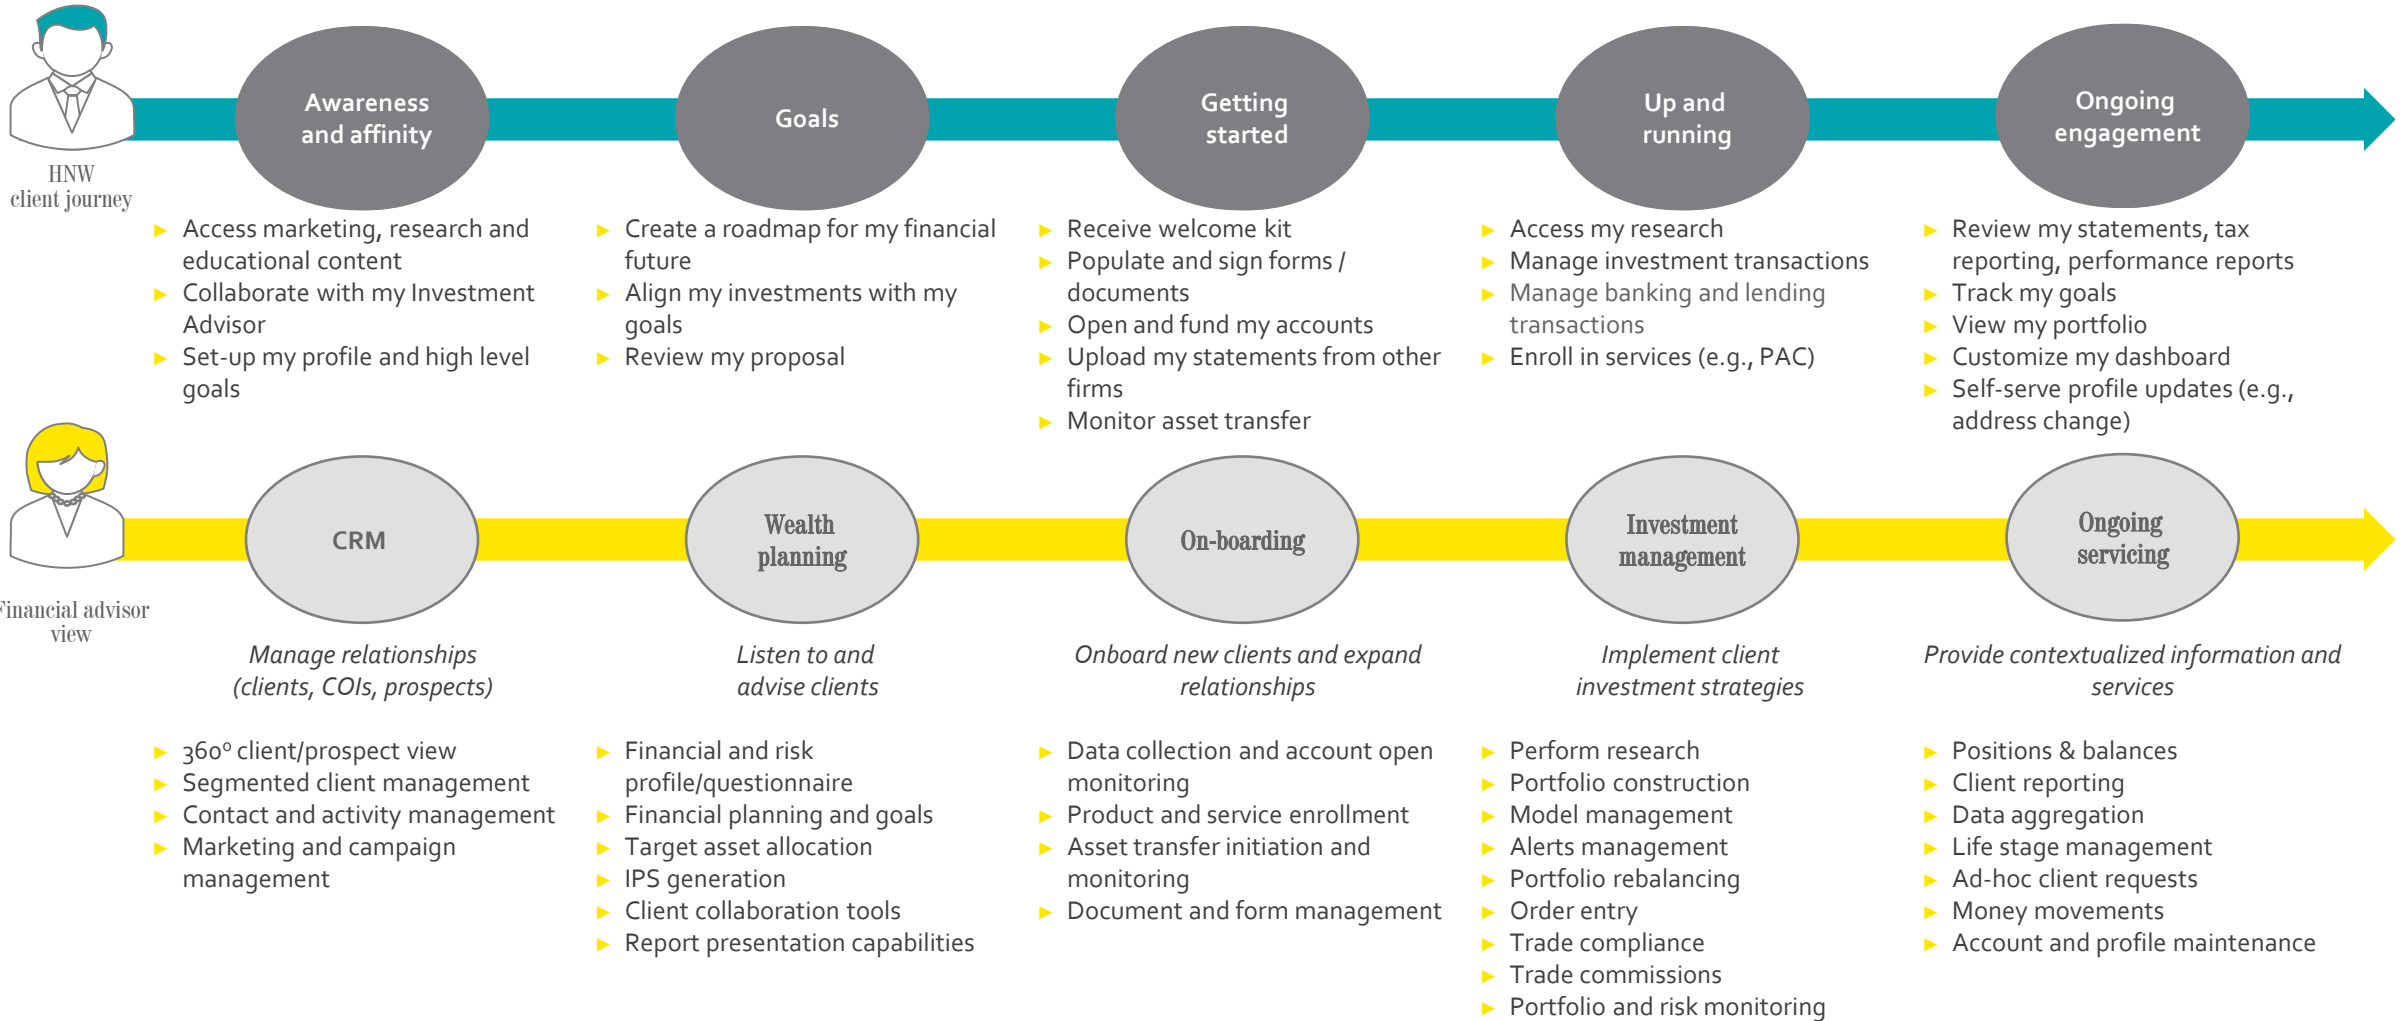 HNW
client journey
Awareness
and affinity
Goals
Getting
started
Up and
running
Ongoing
engagement
► Access marketing, research and
educational content
► Collaborate with my Investment
Advisor
► Set-up my profile and high level
goals
► Create a roadmap for my financial
future
► Align my investments with my
goals
► Review my proposal
► Receive welcome kit
► Populate and sign forms /
documents
► Open and fund my accounts
► Upload my statements from other
firms
► Monitor asset transfer
► Access my research
► Manage investment transactions
► Manage banking and lending
transactions
► Enroll in services (e.g., PAC)
► Review my statements, tax
reporting, performance reports
► Track my goals
► View my portfolio
► Customize my dashboard
► Self-serve profile updates (e.g.,
address change)
Financial advisor
view
CRM
Wealth
planning
On-boarding
Investment
management
Ongoing
servicing
Manage relationships
(clients, COIs, prospects)
Listen to and
advise clients
Onboard new clients and expand
relationships
Implement client
investment strategies
Provide contextualized information and
services
► 360º client/prospect view
► Segmented client management
► Contact and activity management
► Marketing and campaign
management
► Financial and risk
profile/questionnaire
► Financial planning and goals
► Target asset allocation
► IPS generation
► Client collaboration tools
► Report presentation capabilities
► Data collection and account open
monitoring
► Product and service enrollment
► Asset transfer initiation and
monitoring
► Document and form management
► Perform research
► Portfolio construction
► Model management
► Alerts management
► Portfolio rebalancing
► Order entry
► Trade compliance
► Trade commissions
► Portfolio and risk monitoring
► Positions & balances
► Client reporting
► Data aggregation
► Life stage management
► Ad-hoc client requests
► Money movements
► Account and profile maintenance